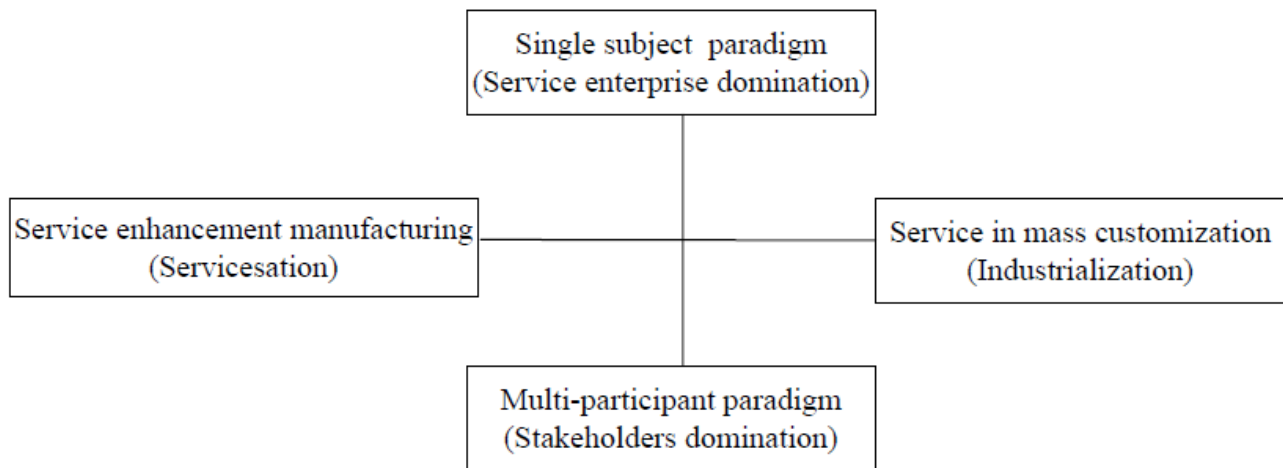 Single subject paradigm
(Service enterprise domination)
Service enhancement manufacturing
(Servicesation)
Service in mass customization
(Industrialization)
Multi-participant paradigm
(Stakeholders domination)